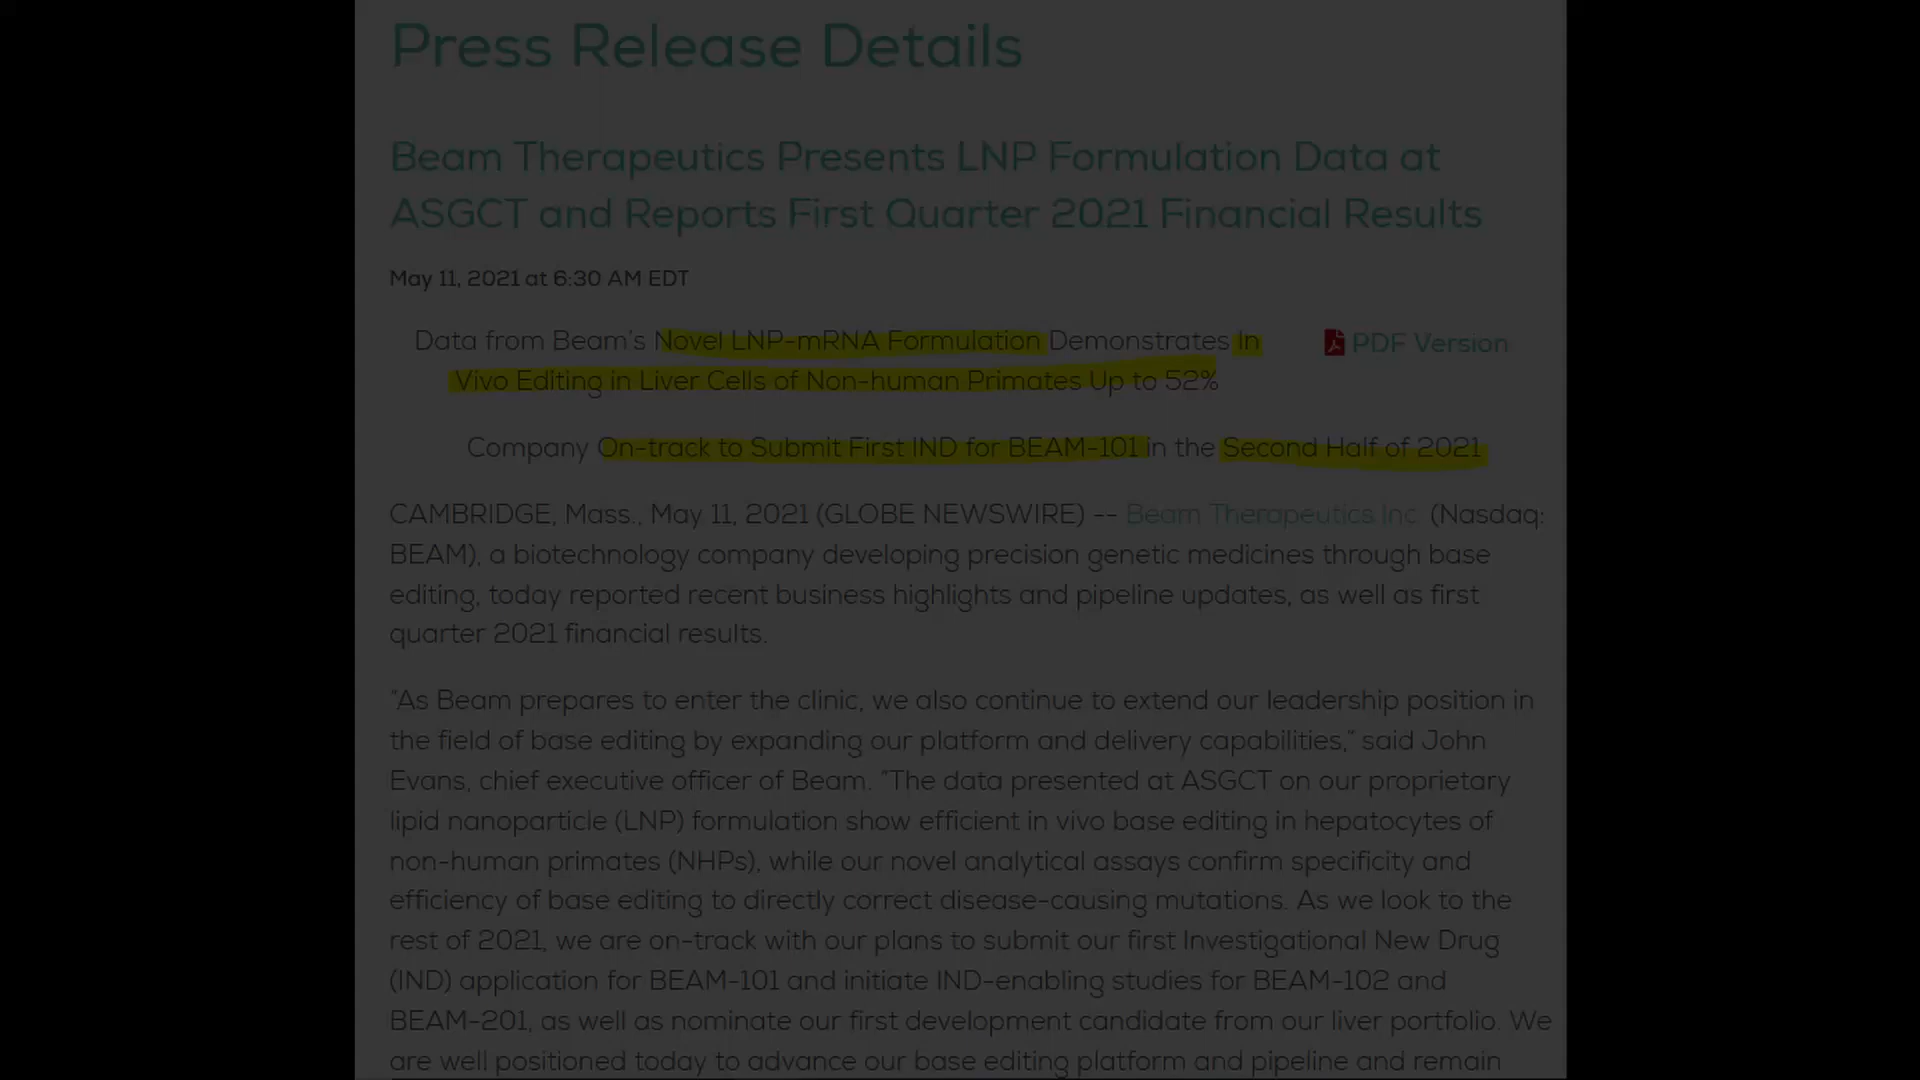 Press Release Details
Beam Therapeutics Presents LNP Formulation Data at
ASGCT and Reports First Quarter 2021 Financial Results
May 11, 2021 at 6:30 AM EDT
Data from Beam's Novel LNP-mRNA Formulation Demonstrates In
Vivo Editing in Liver Cells of Non-human Primates Up to 52%
PDF Version
Company On-track to Submit First IND for BEAM-101 in the Second Half of 2021
CAMBRIDGE, Mass., May 11, 2021 (GLOBE NEWSWIRE) -- Beam Therapeutics Inc. (Nasdaq:
BEAM), a biotechnology company developing precision genetic medicines through base
editing, today reported recent business highlights and pipeline updates, as well as first
quarter 2021 financial results.
"As Beam prepares to enter the clinic, we also continue to extend our leadership position in
the field of base editing by expanding our platform and delivery capabilities," said John
Evans, chief executive officer of Beam. "The data presented at ASGCT on our proprietary
lipid nanoparticle (LNP) formulation show efficient in vivo base editing in hepatocytes of
non-human primates (NHPs), while our novel analytical assays confirm specificity and
efficiency of base editing to directly correct disease-causing mutations. As we look to the
rest of 2021, we are on-track with our plans to submit our first Investigational New Drug
(IND) application for BEAM-101 and initiate IND-enabling studies for BEAM-102 and
BEAM-201, as well as nominate our first development candidate from our liver portfolio. We
are well positioned today to advance our base editing platform and pipeline and remain